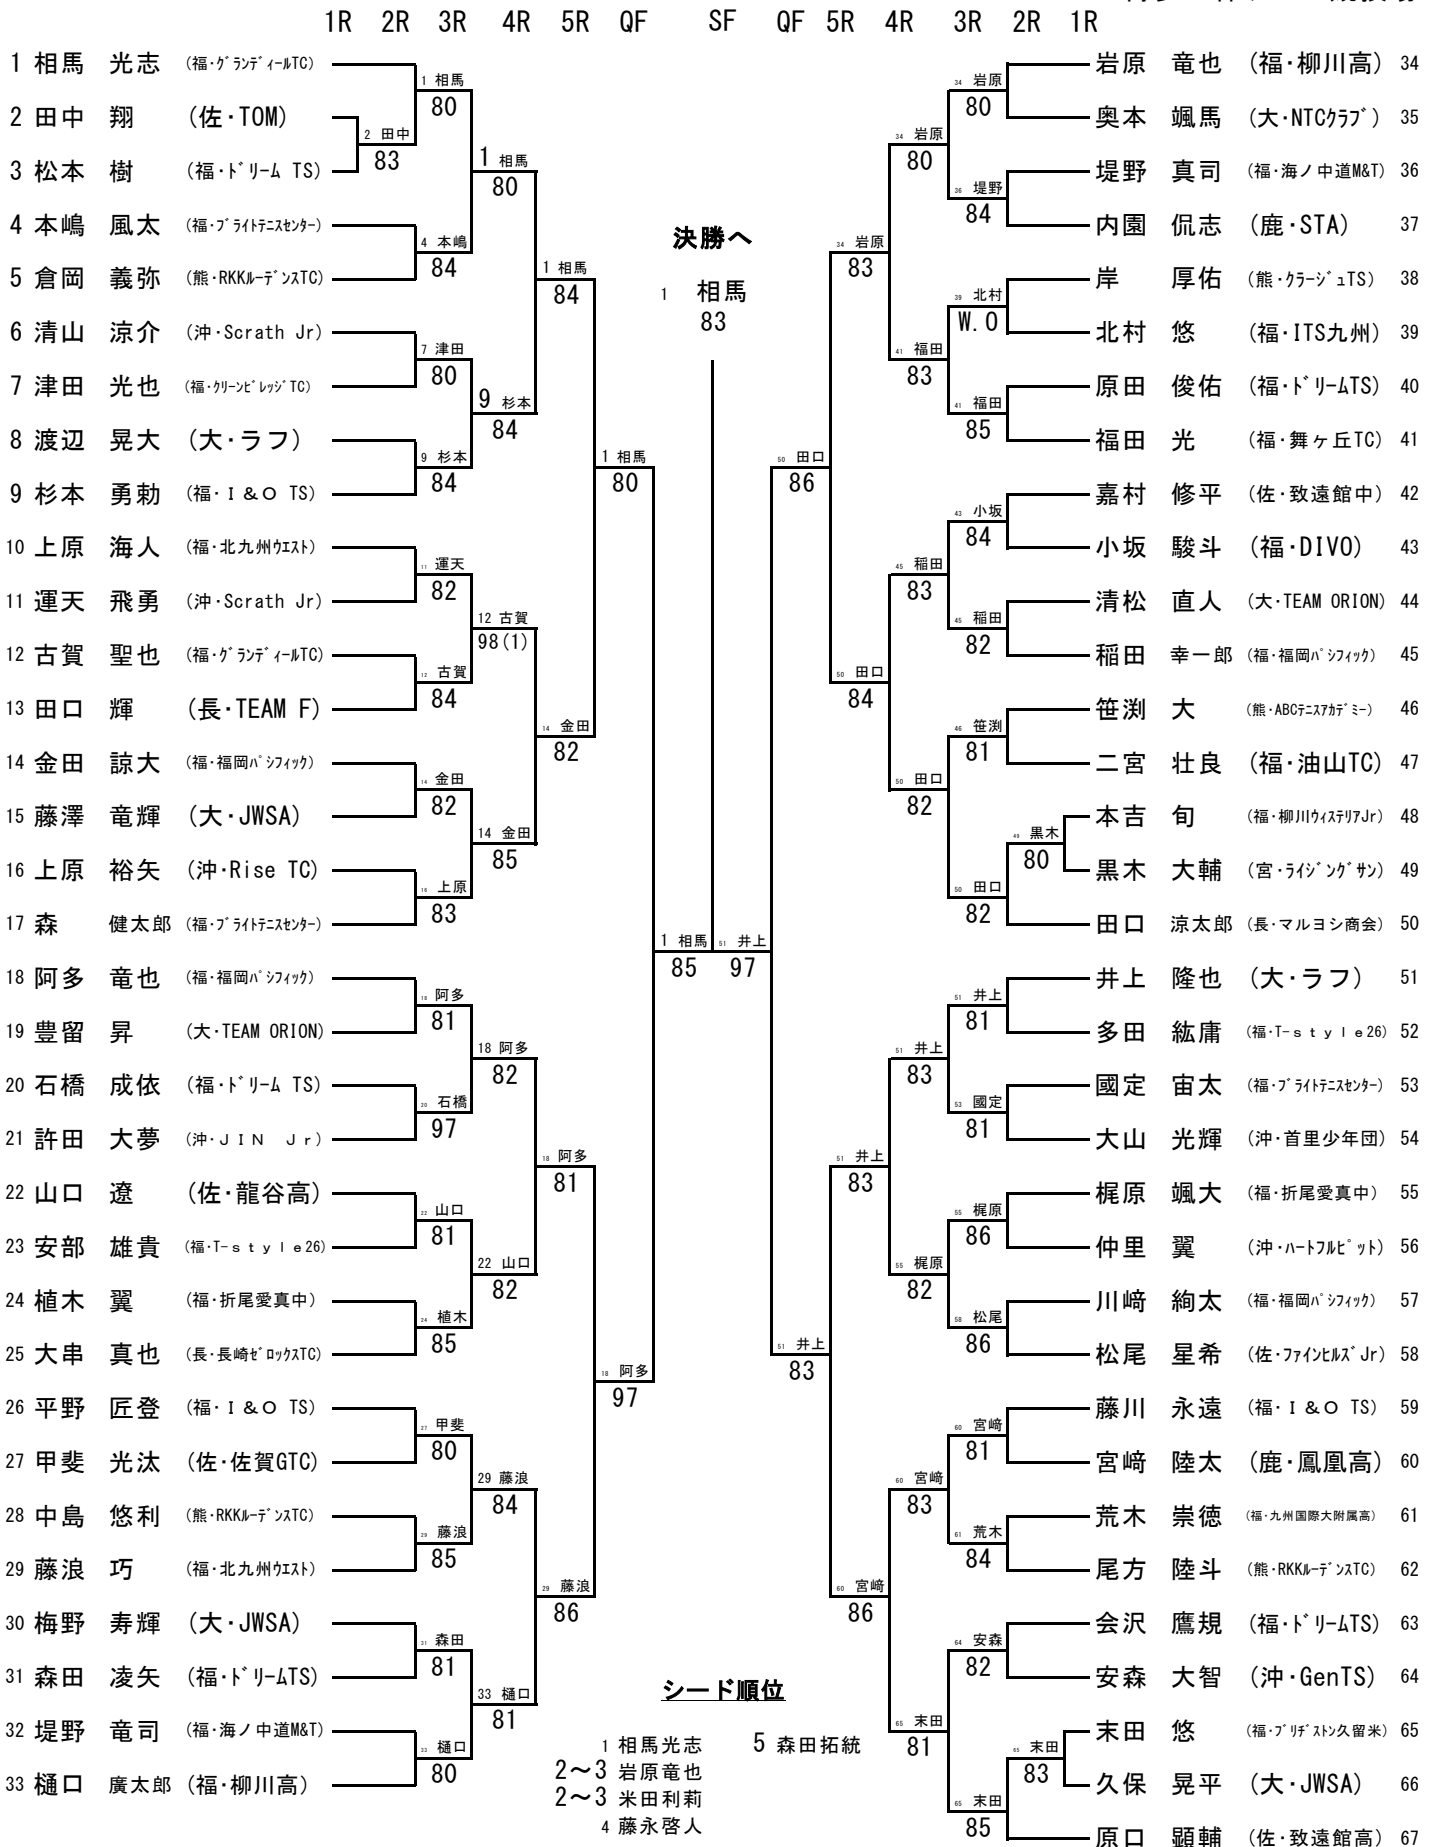 1R 2R 3R 4R 5R QF SF QF 5R 4R 3R 2R 1R
1 相馬 光志 (福・グランディールTC)
2 田中 翔 (佐・TOM)
3 松本 樹 (福・ドリーム TS)
4 本嶋 風太 (福・ブライトテニスセンター)
5 倉岡 義弥 (熊・RKKルーデンスTC)
6 清山 涼介 (沖・Scrath Jr)
7 津田 光也 (福・クリーンビレッジTC)
8 渡辺 晃大 (大・ラフ)
9 杉本 勇勅 (福・I&O TS)
10 上原 海人 (福・北九州ウエスト)
11 運天 飛勇 (沖・Scrath Jr)
12 古賀 聖也 (福・グランディールTC)
13 田口 輝 (長・TEAM F)
14 金田 諒大 (福・福岡パシフィック)
15 藤澤 竜輝 (大・JWSA)
16 上原 裕矢 (沖・Rise TC)
17 森 健太郎 (福・ブライトテニスセンター)
18 阿多 竜也 (福・福岡パシフィック)
19 豊留 昇 (大・TEAM ORION)
20 石橋 成依 (福・ドリーム TS)
21 許田 大夢 (沖・JIN Jr)
22 山口 遼 (佐・龍谷高)
23 安部 雄貴 (福・T-style26)
24 植木 翼 (福・折尾愛真中)
25 大串 真也 (長・長崎ゼロックスTC)
26 平野 匠登 (福・I&O TS)
27 甲斐 光汰 (佐・佐賀GTC)
28 中島 悠利 (熊・RKKルーデンスTC)
29 藤浪 巧 (福・北九州ウエスト)
30 梅野 寿輝 (大・JWSA)
31 森田 凌矢 (福・ドリームTS)
32 堤野 竜司 (福・海ノ中道M&T)
33 樋口 廣太郎 (福・柳川高)
2 田中
83
1 相馬
80
4 本嶋
84
7 津田
80
9 杉本
84
11 運天
82
12 古賀
84
14 金田
82
16 上原
83
18 阿多
81
20 石橋
97
22 山口
81
24 植木
85
27 甲斐
80
29 藤浪
85
31 森田
81
33 樋口
80
1 相馬
80
9 杉本
84
12 古賀
98(1)
14 金田
85
18 阿多
82
22 山口
82
29 藤浪
84
33 樋口
81
1 相馬
84
14 金田
82
18 阿多
81
29 藤浪
86
1 相馬
80
18 阿多
97
1 相馬
85
決勝へ
1 相馬
83
51 井上
97
50 田口
86
51 井上
83
34 岩原
83
50 田口
84
51 井上
83
60 宮﨑
86
34 岩原
80
41 福田
83
45 稲田
83
50 田口
82
51 井上
83
55 梶原
82
60 宮﨑
83
65 末田
81
34 岩原
80
36 堤野
84
39 北村
W.O
41 福田
85
43 小坂
84
45 稲田
82
46 笹渕
81
50 田口
82
51 井上
81
53 國定
81
55 梶原
86
58 松尾
86
60 宮﨑
81
61 荒木
84
64 安森
82
65 末田
85
49 黒木
80
65 末田
83
岩原 竜也 (福・柳川高) 34
奥本 颯馬 (大・NTCクラブ) 35
堤野 真司 (福・海ノ中道M&T) 36
内園 侃志 (鹿・STA) 37
岸 厚佑 (熊・クラージュTS) 38
北村 悠 (福・ITS九州) 39
原田 俊佑 (福・ドリームTS) 40
福田 光 (福・舞ヶ丘TC) 41
嘉村 修平 (佐・致遠館中) 42
小坂 駿斗 (福・DIVO) 43
清松 直人 (大・TEAM ORION) 44
稲田 幸一郎 (福・福岡パシフィック) 45
笹渕 大 (熊・ABCテニスアカデミー) 46
二宮 壮良 (福・油山TC) 47
本吉 旬 (福・柳川ウィステリアJr) 48
黒木 大輔 (宮・ライジングサン) 49
田口 涼太郎 (長・マルヨシ商会) 50
井上 隆也 (大・ラフ) 51
多田 紘庸 (福・T-style26) 52
國定 宙太 (福・ブライトテニスセンター) 53
大山 光輝 (沖・首里少年団) 54
梶原 颯大 (福・折尾愛真中) 55
仲里 翼 (沖・ハートフルピット) 56
川﨑 絢太 (福・福岡パシフィック) 57
松尾 星希 (佐・ファインヒルズJr) 58
藤川 永遠 (福・I&O TS) 59
宮﨑 陸太 (鹿・鳳凰高) 60
荒木 崇徳 (福・九州国際大附属高) 61
尾方 陸斗 (熊・RKKルーデンスTC) 62
会沢 鷹規 (福・ドリームTS) 63
安森 大智 (沖・GenTS) 64
末田 悠 (福・ブリヂストン久留米) 65
久保 晃平 (大・JWSA) 66
原口 顕輔 (佐・致遠館高) 67
シード順位
1 相馬光志 5 森田拓統
2～3 岩原竜也
2～3 米田利莉
4 藤永啓人